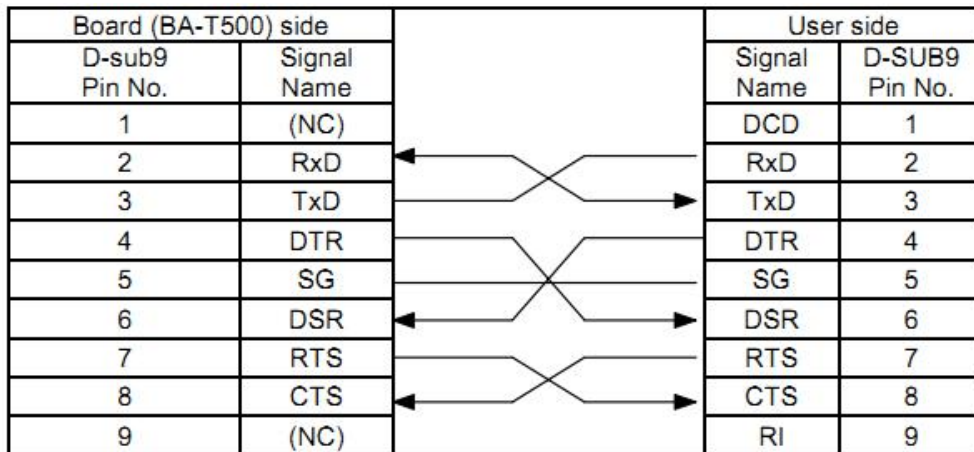 Board (BA-T500) side User side
D-sub9 Signal Signal D-SUB9
Pin No. Name Name Pin No.
1 (NC) DCD 1
2 RxD RxD 2
3 TxD TxD 3
4 DTR DTR 4
5 SG SG 5
6 DSR DSR 6
7 RTS RTS 7
8 CTS CTS 8
9 (NC) RI 9